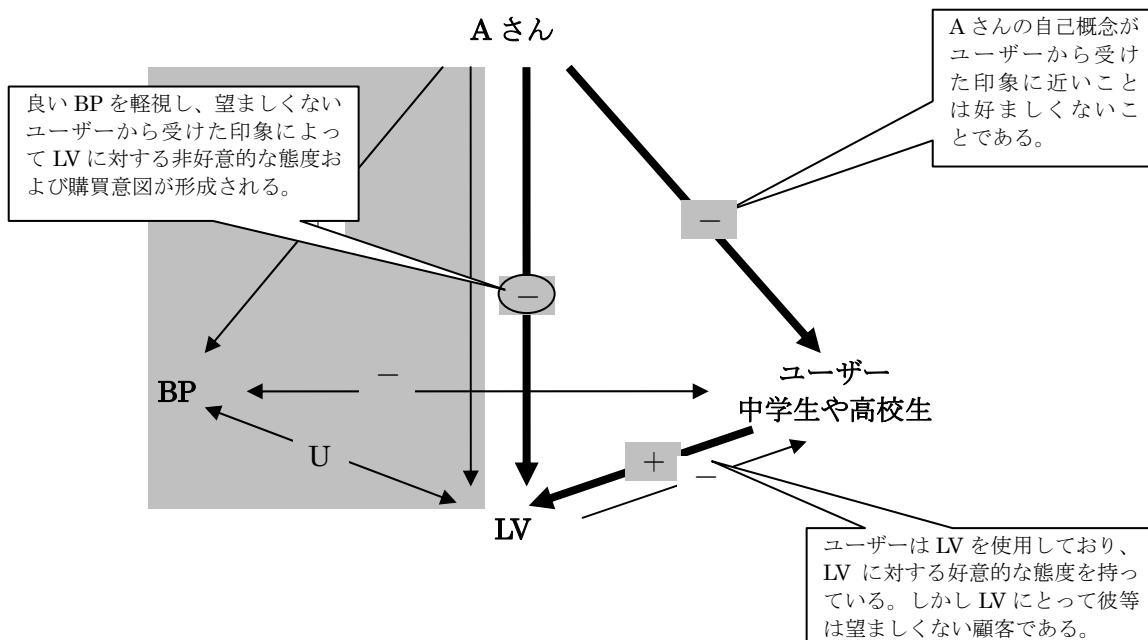 A さん
A さんの自己概念が
ユーザーから受け
た印象に近いこと
は好ましくないこ
とである。
良い BP を軽視し、望ましくない
ユーザーから受けた印象によっ
て LV に対する非好意的な態度お
よび購買意図が形成される。
－
－
BP
－
ユーザー
中学生や高校生
U
＋
－
LV
ユーザーは LV を使用しており、
LV に対する好意的な態度を持っ
ている。しかし LV にとって彼等
は望ましくない顧客である。